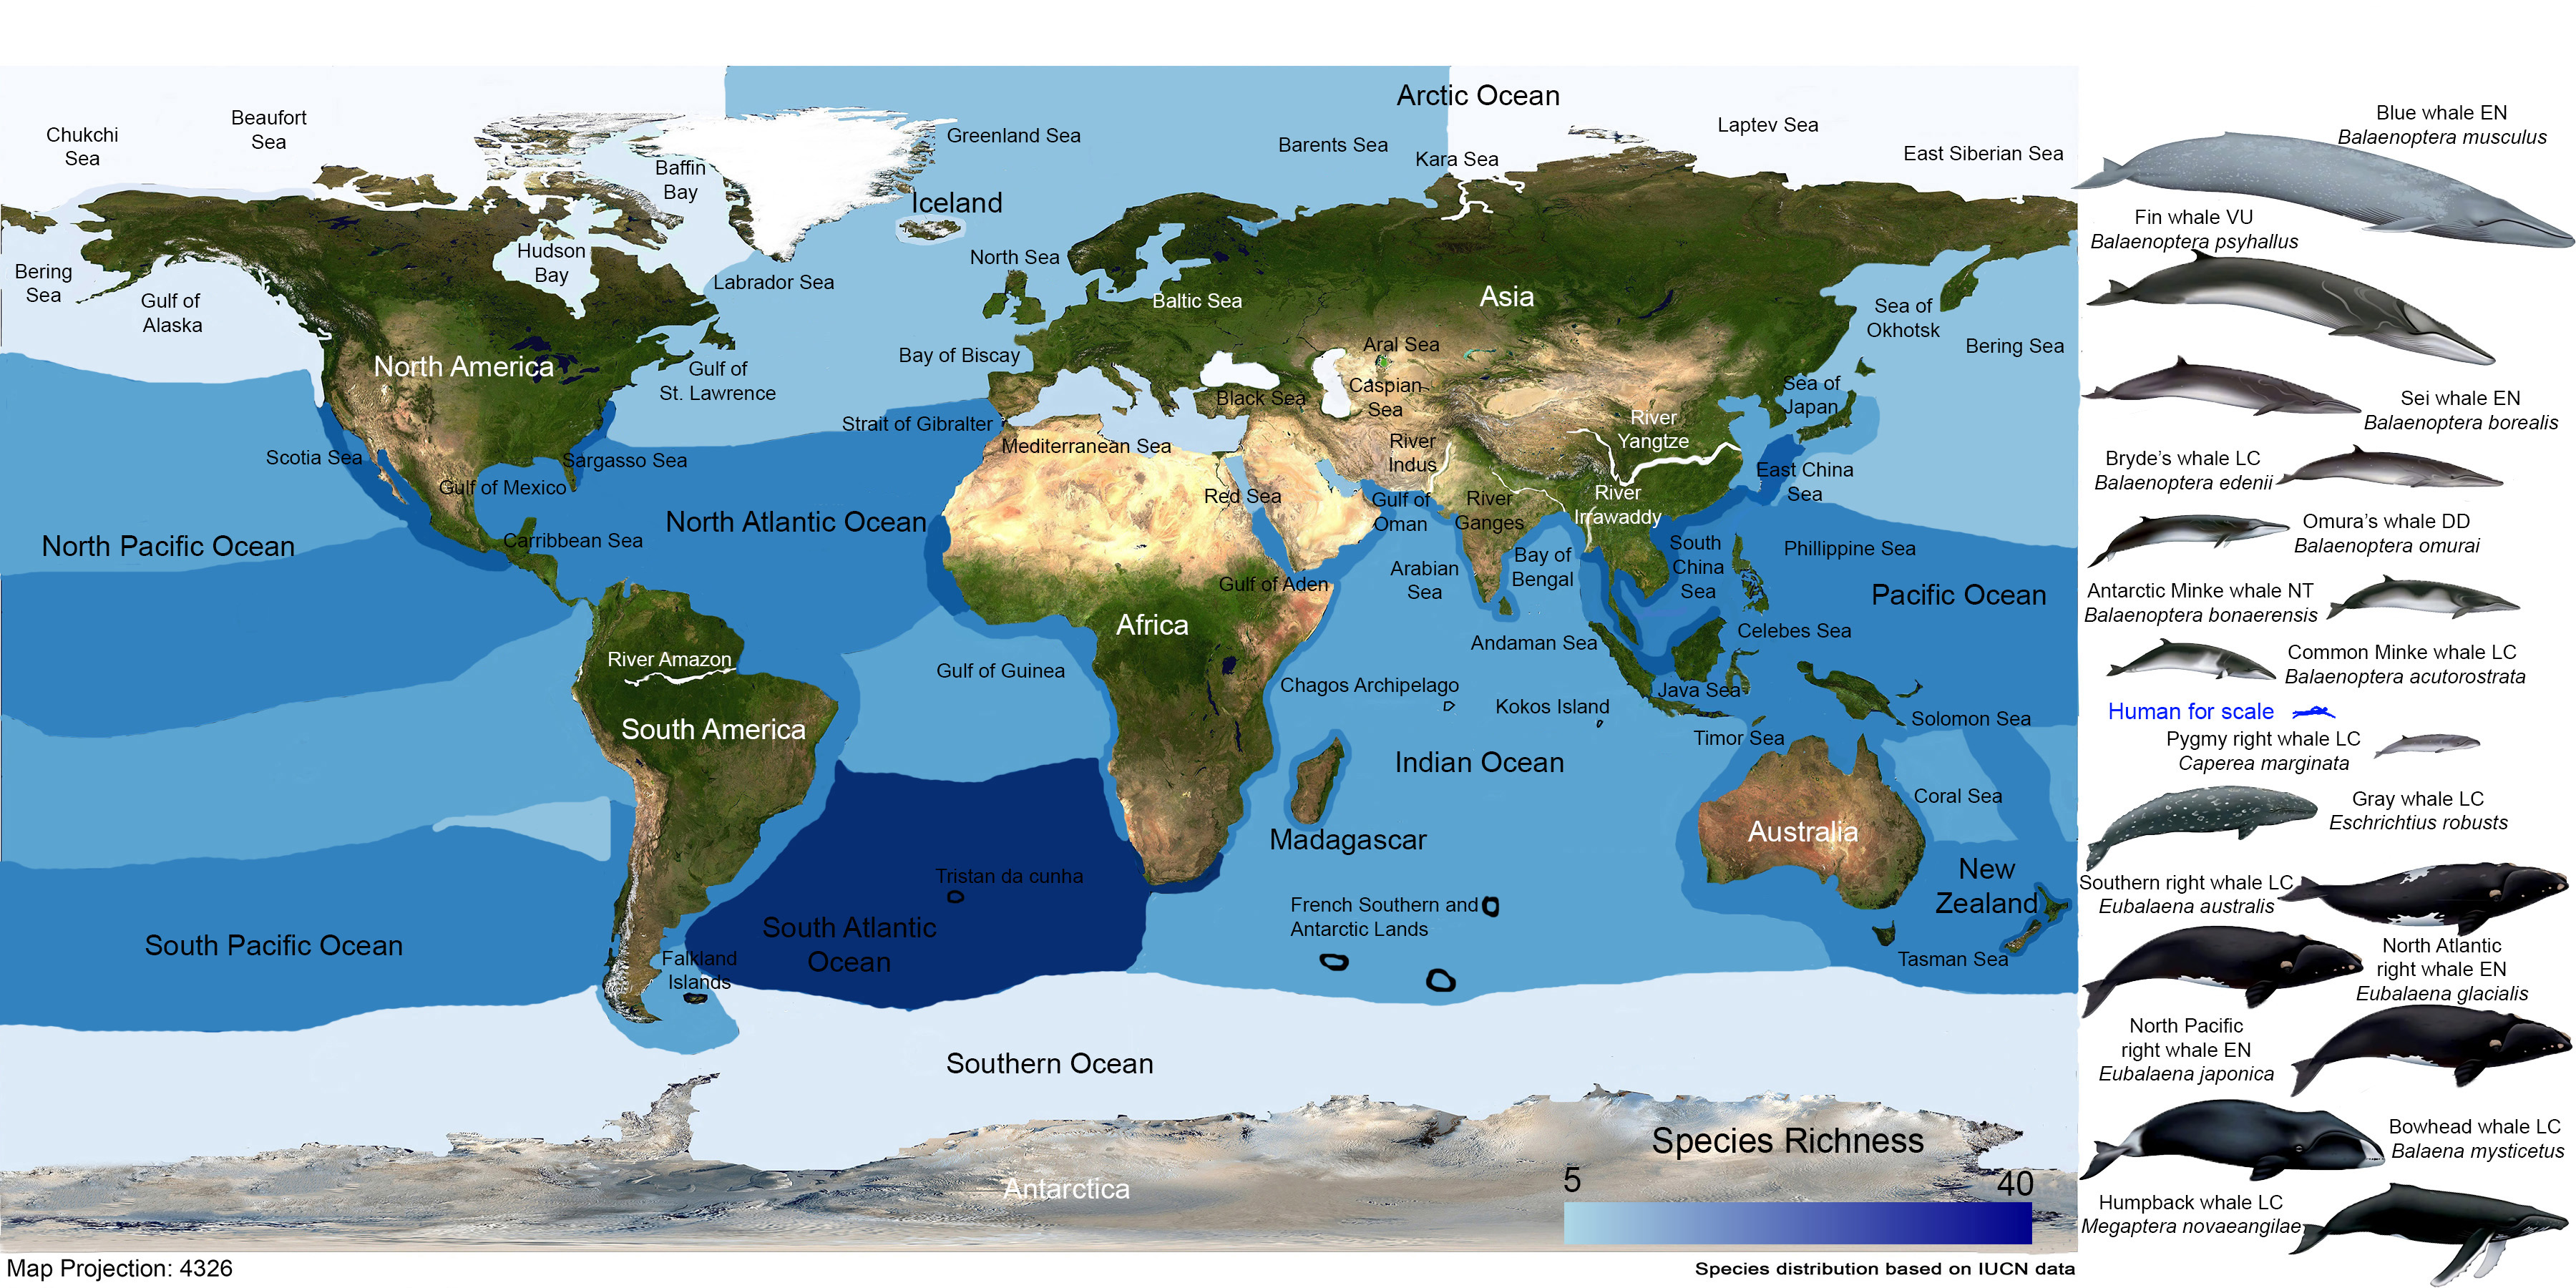 Chukchi
Sea
Beaufort
Sea
Baffin
Bay
Greenland Sea
Arctic Ocean
Barents Sea
Kara Sea
Laptev Sea
East Siberian Sea
Iceland
Bering
Sea
Gulf of
Alaska
Hudson
Bay
Labrador Sea
North Sea
Baltic Sea
Asia
Sea of
Okhotsk
Bering Sea
North America
Gulf of
St. Lawrence
Bay of Biscay
Aral Sea
Caspian
Sea
Black Sea
Sea of
Japan
Strait of Gibralter
Mediterranean Sea
River
Indus
River
Yangtze
Scotia Sea
Sargasso Sea
Gulf of Mexico
Red Sea
Gulf of
Oman
River
Ganges
River
Irrawaddy
East China
Sea
North Pacific Ocean
North Atlantic Ocean
Carribbean Sea
Gulf of Aden
Arabian
Sea
Bay of
Bengal
South
China
Sea
Phillippine Sea
Pacific Ocean
Africa
Andaman Sea
Celebes Sea
River Amazon
Gulf of Guinea
Chagos Archipelago
Kokos Island
Java Sea
Solomon Sea
South America
Timor Sea
Indian Ocean
Coral Sea
Madagascar
Australia
New
Zealand
Tristan da cunha
French Southern and
Antarctic Lands
South Pacific Ocean
South Atlantic
Ocean
Falkland
Islands
Tasman Sea
Southern Ocean
Antarctica
Species Richness
5
40
Map Projection: 4326
Species distribution based on IUCN data
Blue whale EN
Balaenoptera musculus
Fin whale VU
Balaenoptera psyhallus
Sei whale EN
Balaenoptera borealis
Bryde's whale LC
Balaenoptera edenii
Omura's whale DD
Balaenoptera omurai
Antarctic Minke whale NT
Balaenoptera bonaerensis
Common Minke whale LC
Balaenoptera acutorostrata
Human for scale
Pygmy right whale LC
Caperea marginata
Gray whale LC
Eschrichtius robusts
Southern right whale LC
Eubalaena australis
North Atlantic
right whale EN
Eubalaena glacialis
North Pacific
right whale EN
Eubalaena japonica
Bowhead whale LC
Balaena mysticetus
Humpback whale LC
Megaptera novaeangilae